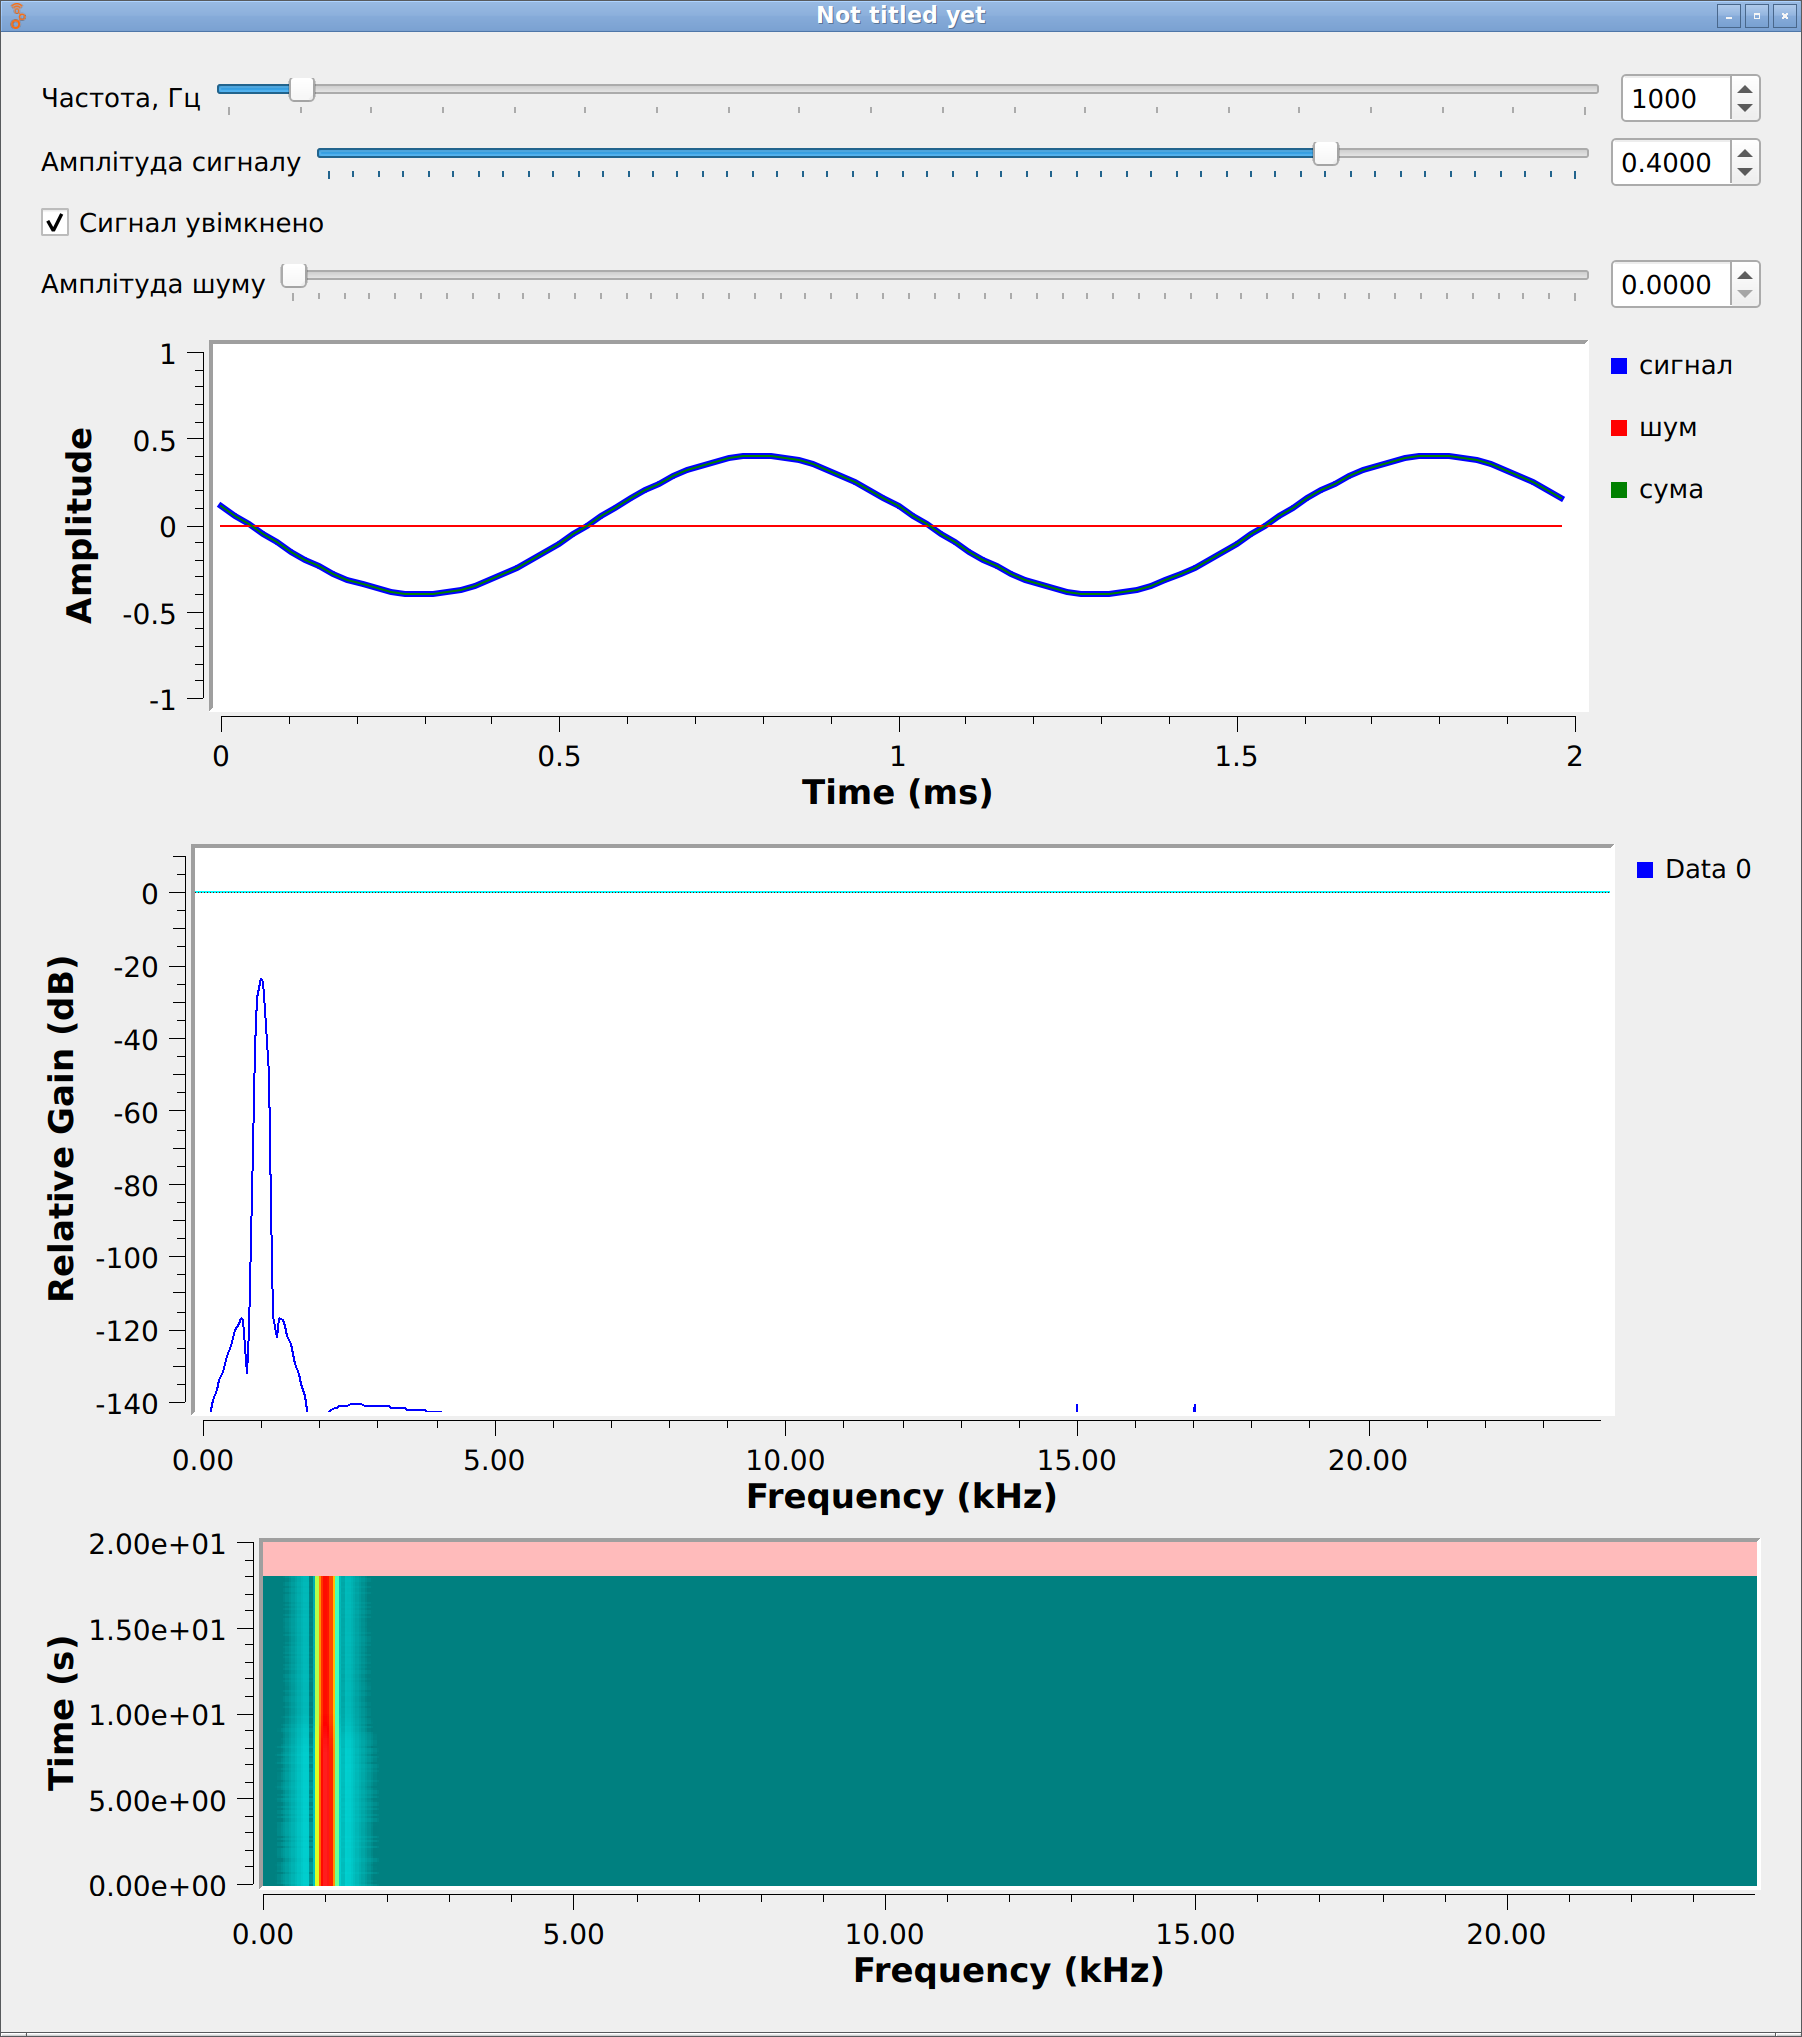 Not titled yet
Частота, Гц 1000
Амплітуда сигналу 0.4000
Сигнал увімкнено
Амплітуда шуму 0.0000
1
0.5
0
-0.5
-1
Amplitude
0 0.5 1 1.5 2
Time (ms)
сигнал
шум
сума
0
-20
-40
-60
-80
-100
-120
-140
Relative Gain (dB)
0.00 5.00 10.00 15.00 20.00
Frequency (kHz)
Data 0
2.00e+01
1.50e+01
1.00e+01
5.00e+00
0.00e+00
Time (s)
0.00 5.00 10.00 15.00 20.00
Frequency (kHz)